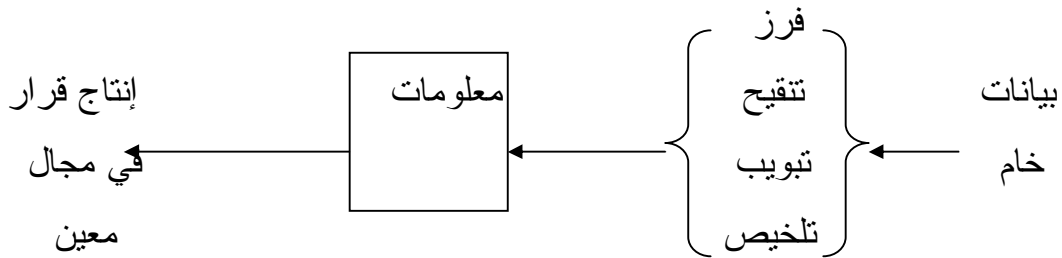 بيانات
خام
فرز
تنقيح
تبويب
تلخيص
معلومات
إنتاج قرار
في مجال
معين